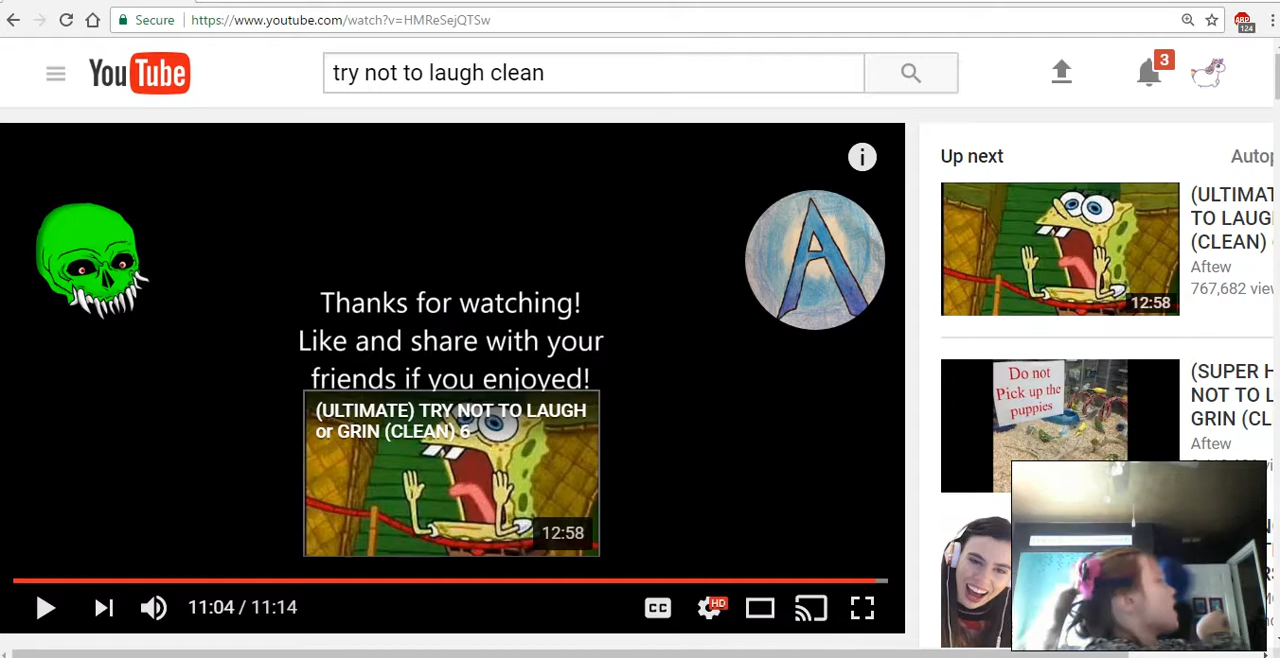 Secure https://www.youtube.com/watch?v=HMReSejQTSw
ABP
124
YouTube
try not to laugh clean
3
i
A
Thanks for watching!
Like and share with your
friends if you enjoyed!
(ULTIMATE) TRY NOT TO LAUGH
or GRIN (CLEAN) 6
12:58
11:04 / 11:14
CC
HD
Up next
Autop
(ULTIMAT
TO LAUG
(CLEAN)
Aftew
767,682 view
12:58
Do not
Pick up the
puppies
(SUPER H
NOT TO L
GRIN (CL
Aftew